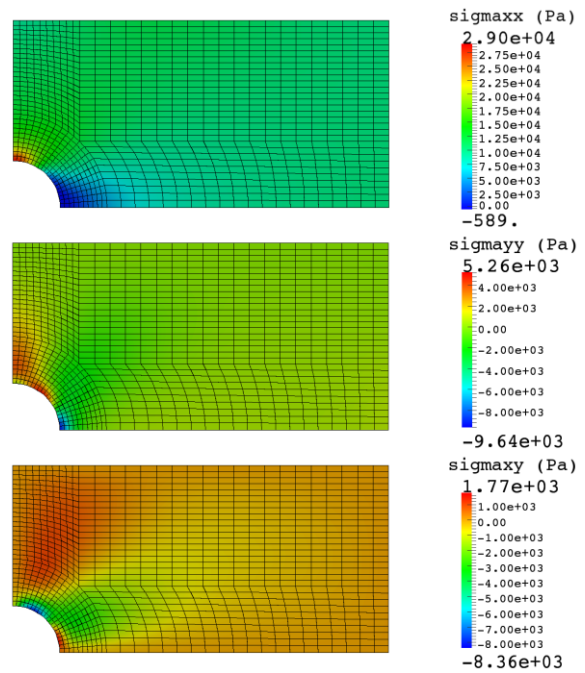 sigmaxx (Pa)
2.90e+04
2.75e+04
2.50e+04
2.25e+04
2.00e+04
1.75e+04
1.50e+04
1.25e+04
1.00e+04
7.50e+03
5.00e+03
2.50e+03
0.00
-589.
sigmayy (Pa)
5.26e+03
4.00e+03
2.00e+03
0.00
-2.00e+03
-4.00e+03
-6.00e+03
-8.00e+03
-9.64e+03
sigmaxy (Pa)
1.77e+03
1.00e+03
0.00
-1.00e+03
-2.00e+03
-3.00e+03
-4.00e+03
-5.00e+03
-6.00e+03
-7.00e+03
-8.00e+03
-8.36e+03